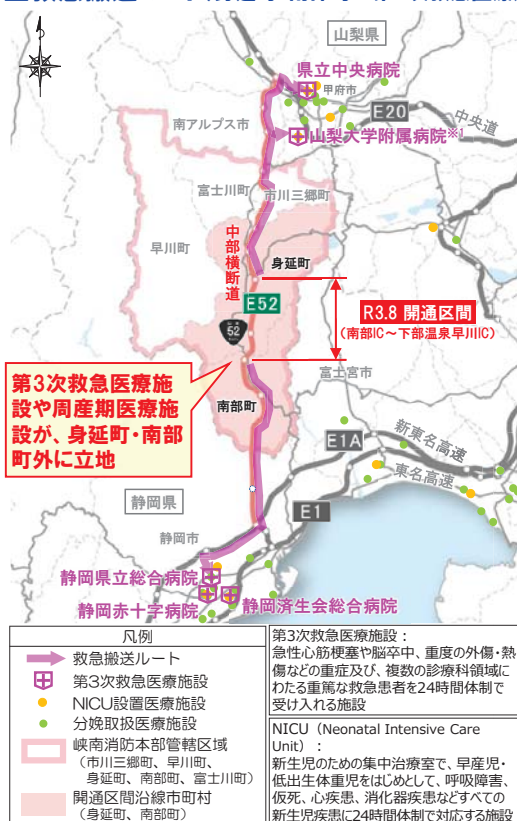 山梨県
県立中央病院
甲府市
E20
中央道
山梨大学附属病院※1
南アルプス市
富士川町
市川三郷町
早川町
中部横断道
身延町
E52
R3.8 開通区間
(南部IC~下部温泉早川IC)
52
富士宮市
第3次救急医療施
設や周産期医療施
設が、身延町・南部
町外に立地
南部町
新東名高速
E1A
東名高速
静岡県
E1
静岡市
静岡県立総合病院
静岡赤十字病院
静岡済生会総合病院
凡例
救急搬送ルート
第3次救急医療施設
NICU設置医療施設
分娩取扱医療施設
峡南消防本部管轄区域
(市川三郷町、早川町、
身延町、南部町、富士川町)
開通区間沿線市町村
(身延町、南部町)
第3次救急医療施設:
急性心筋梗塞や脳卒中、重度の外傷・熱
傷などの重症及び、複数の診療科領域に
わたる重篤な救急患者を24時間体制で
受け入れる施設
NICU(Neonatal Intensive Care
Unit):
新生児のための集中治療室で、早産児・
低出生体重児をはじめとして、呼吸障害、
仮死、心疾患、消化器疾患などすべての
新生児疾患に24時間体制で対応する施設